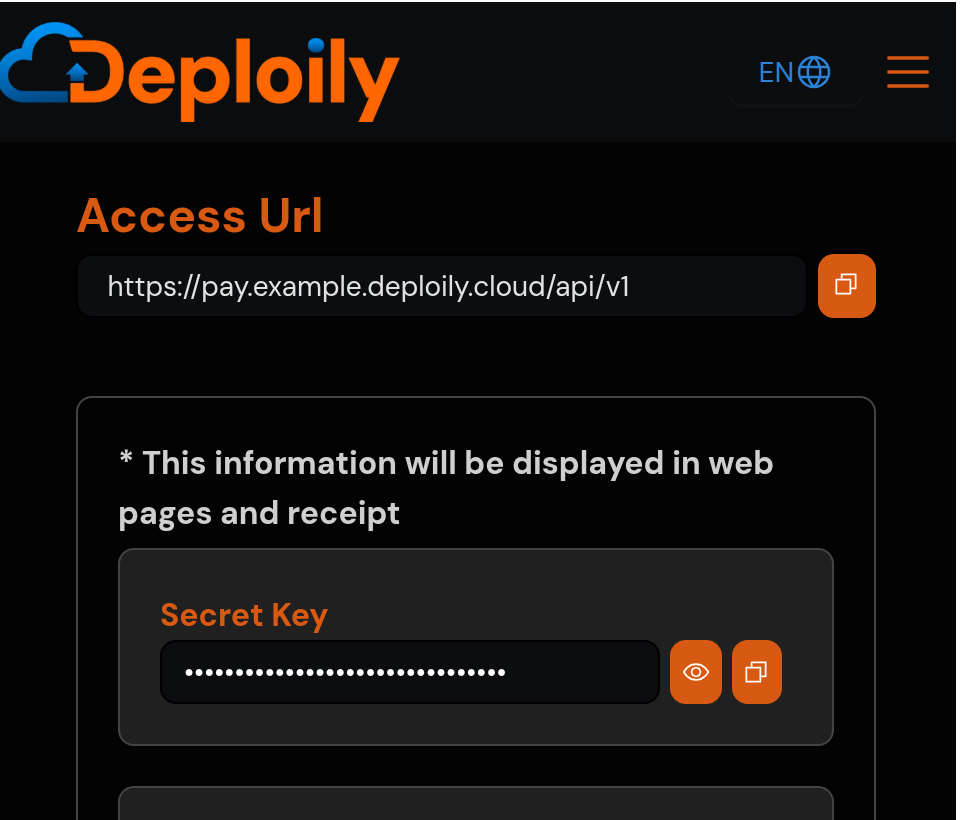 Deploily
EN
Access Url
https://pay.example.deploily.cloud/api/v1
* This information will be displayed in web
pages and receipt
Secret Key
••••••••••••••••••••••••••••••••